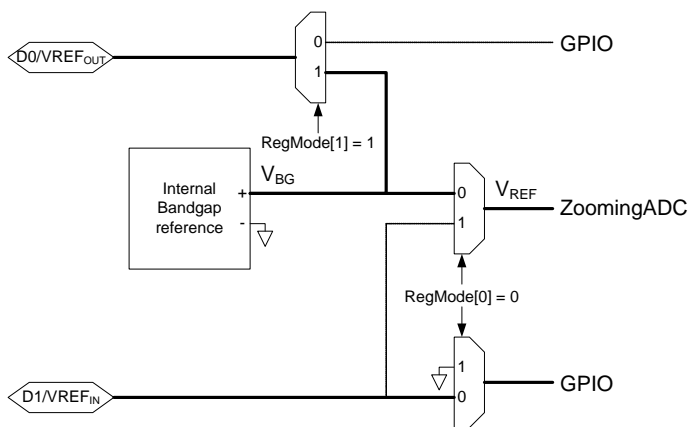 D0/VREFOUT
0
1
GPIO
RegMode[1] = 1
Internal
Bandgap
reference
+
-
VBG
0
1
VREF
ZoomingADC
RegMode[0] = 0
D1/VREFIN
1
0
GPIO